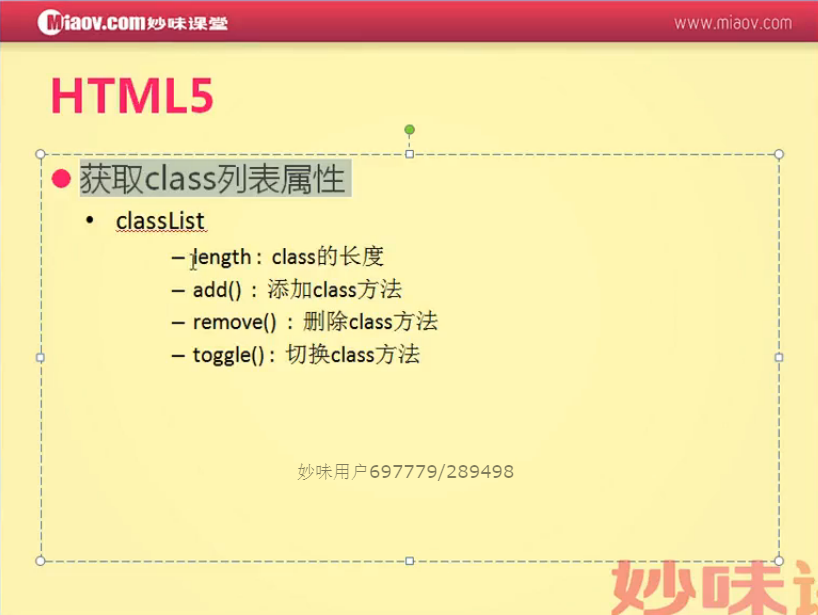 Miaov.com妙味课堂
www.miaov.com
HTML5
获取class列表属性
classList
– length : class的长度
– add() : 添加class方法
– remove() : 删除class方法
– toggle() : 切换class方法
妙味用户697779/289498
妙味